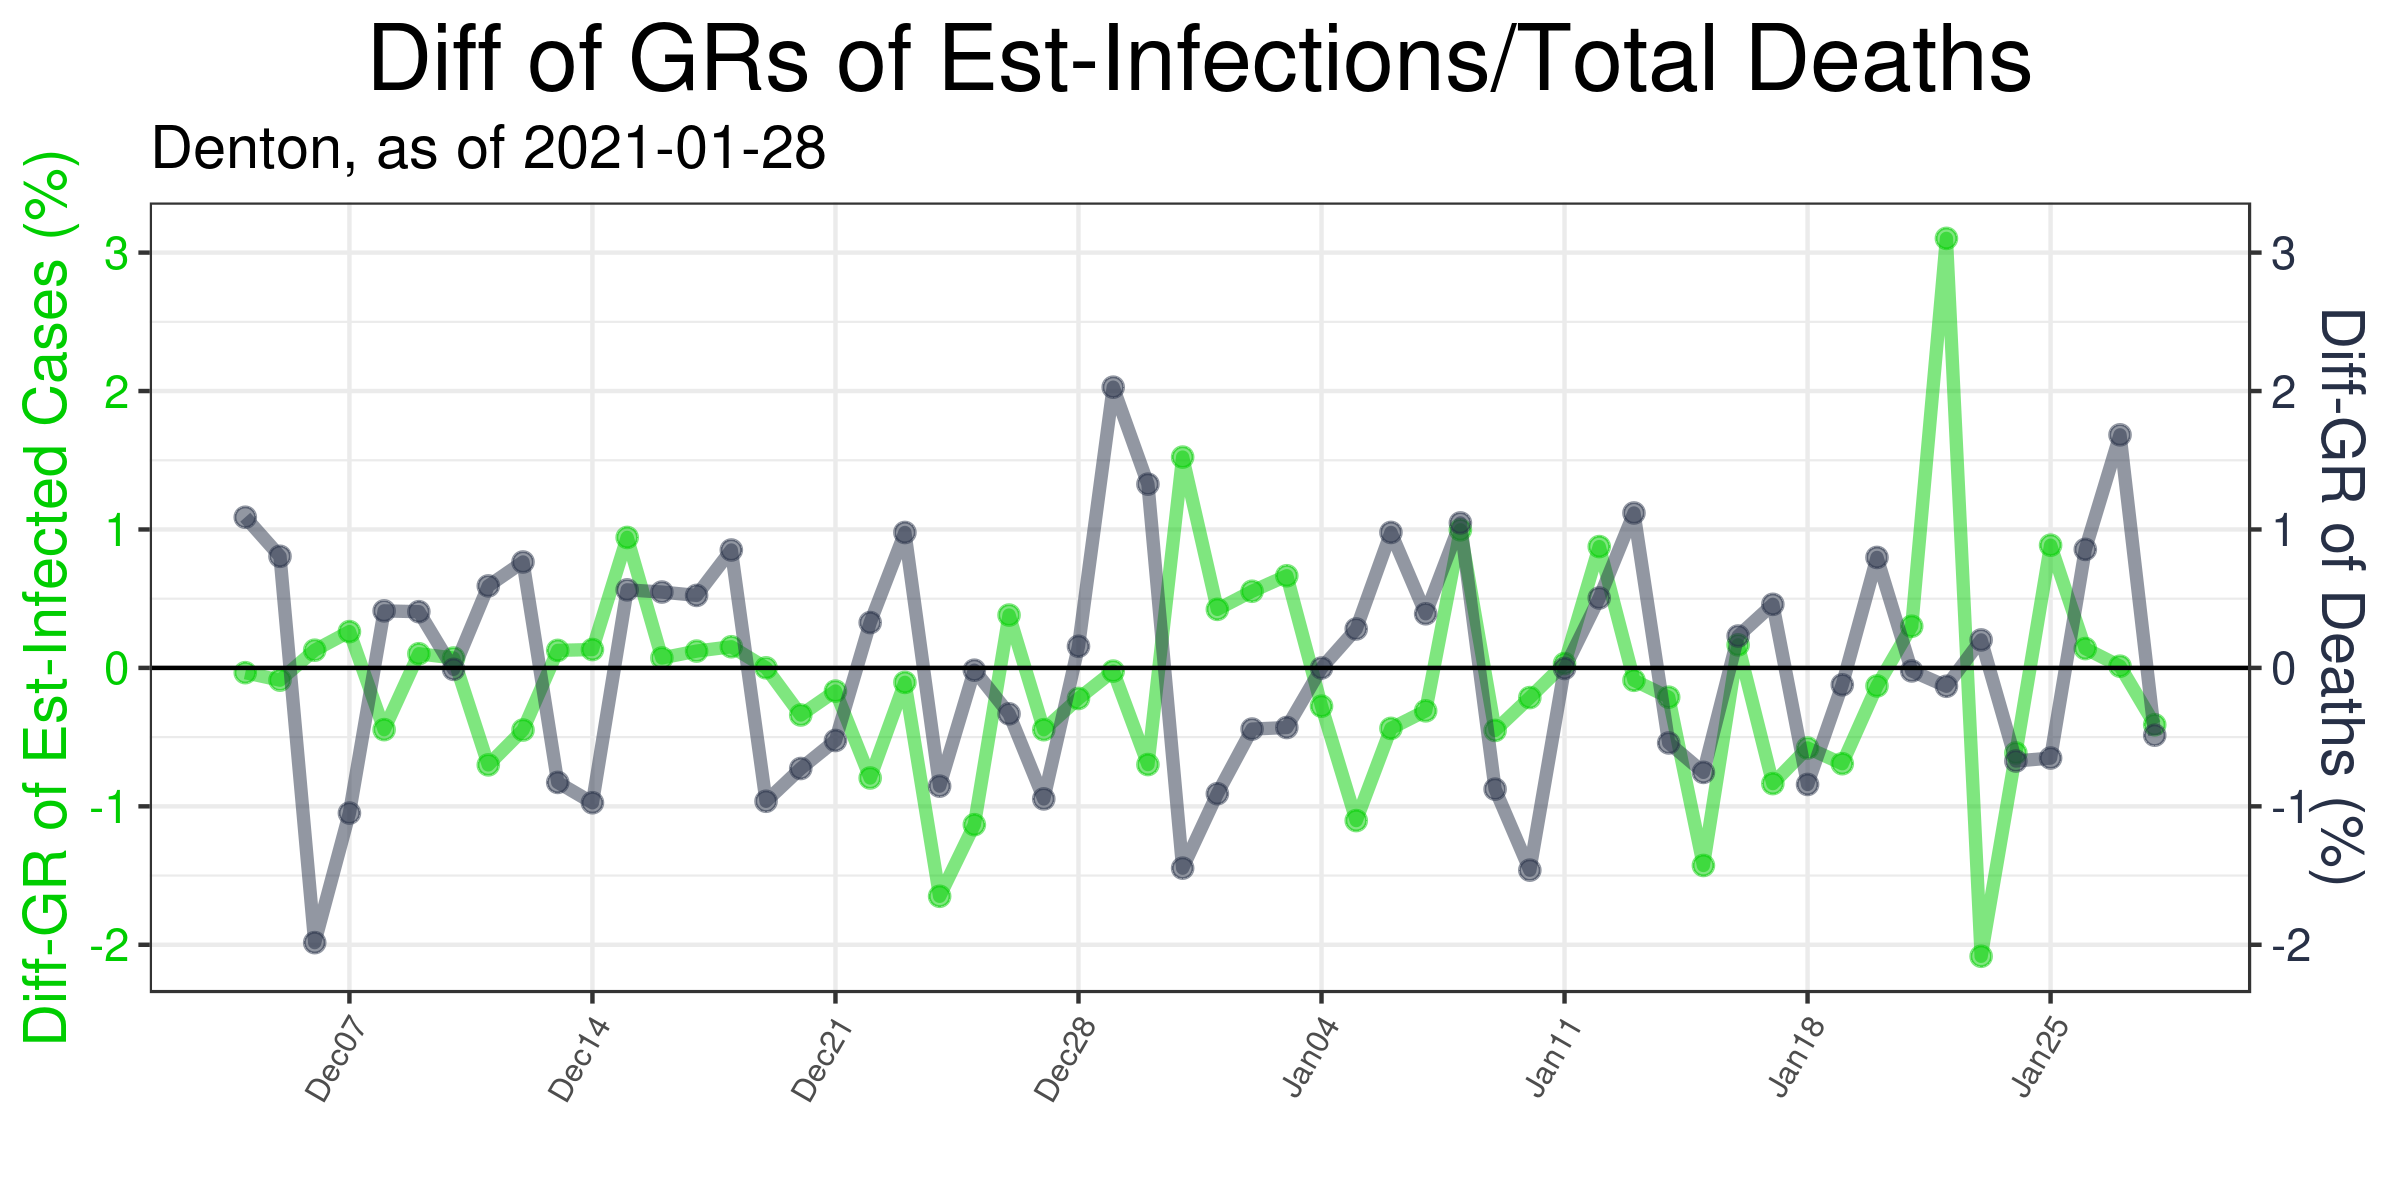 Diff of GRs of Est-Infections/Total Deaths
Denton, as of 2021-01-28
Diff-GR of Est-Infected Cases (%)
3
2
1
0
-1
-2
3
2
1
0
-1
-2
Diff-GR of Deaths (%)
Dec07
Dec14
Dec21
Dec28
Jan04
Jan11
Jan18
Jan25